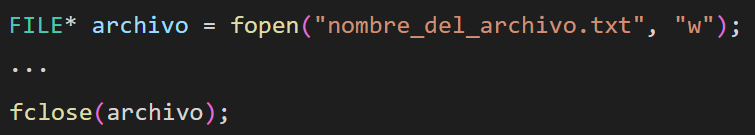 FILE* archivo = fopen("nombre_del_archivo.txt", "w");
...
fclose(archivo);